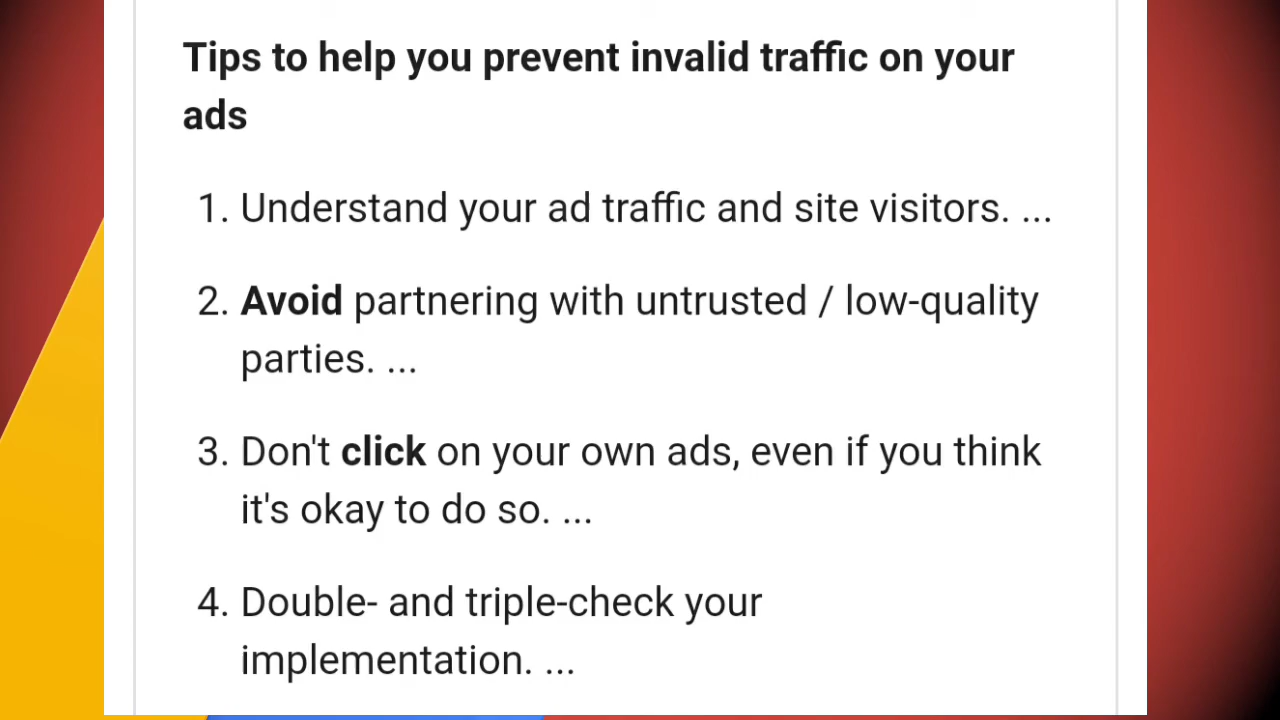 Tips to help you prevent invalid traffic on your
ads
1. Understand your ad traffic and site visitors. ...
2. Avoid partnering with untrusted / low-quality
parties. ...
3. Don't click on your own ads, even if you think
it's okay to do so. ...
4. Double- and triple-check your
implementation. ...